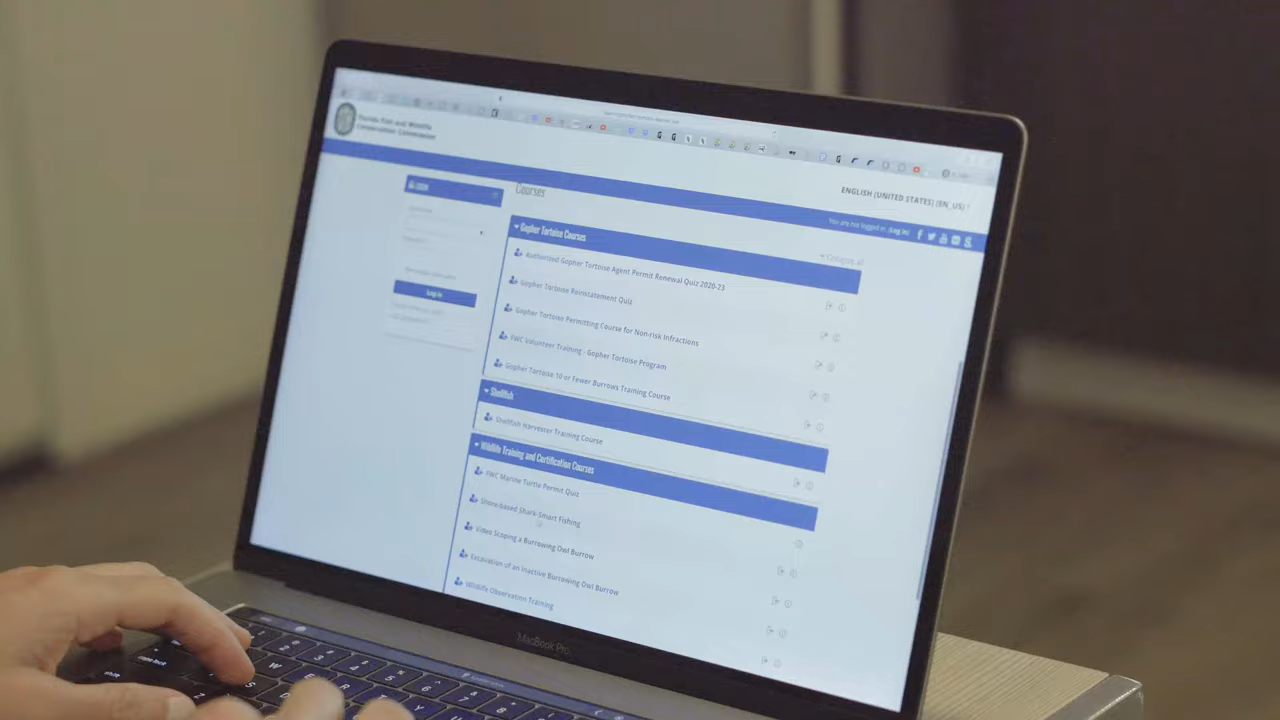 Florida Fish and Wildlife
Conservation Commission
ENGLISH (UNITED STATES) (EN_US)
You are not logged in. (Log in)
LOGIN
Courses
Collapse all
Gopher Tortoise Courses
Authorized Gopher Tortoise Agent Permit Renewal Quiz 2020-23
Gopher Tortoise Reinstatement Quiz
Gopher Tortoise Permitting Course for Non-risk Infractions
FWC Volunteer Training - Gopher Tortoise Program
Gopher Tortoise 10 or Fewer Burrows Training Course
Log in
Shellfish
Shellfish Harvester Training Course
Wildlife Training and Certification Courses
FWC Marine Turtle Permit Quiz
Shore-based Shark-Smart Fishing
Video Scoping a Burrowing Owl Burrow
Excavation of an Inactive Burrowing Owl Burrow
Wildlife Observation Training
MacBook Pro